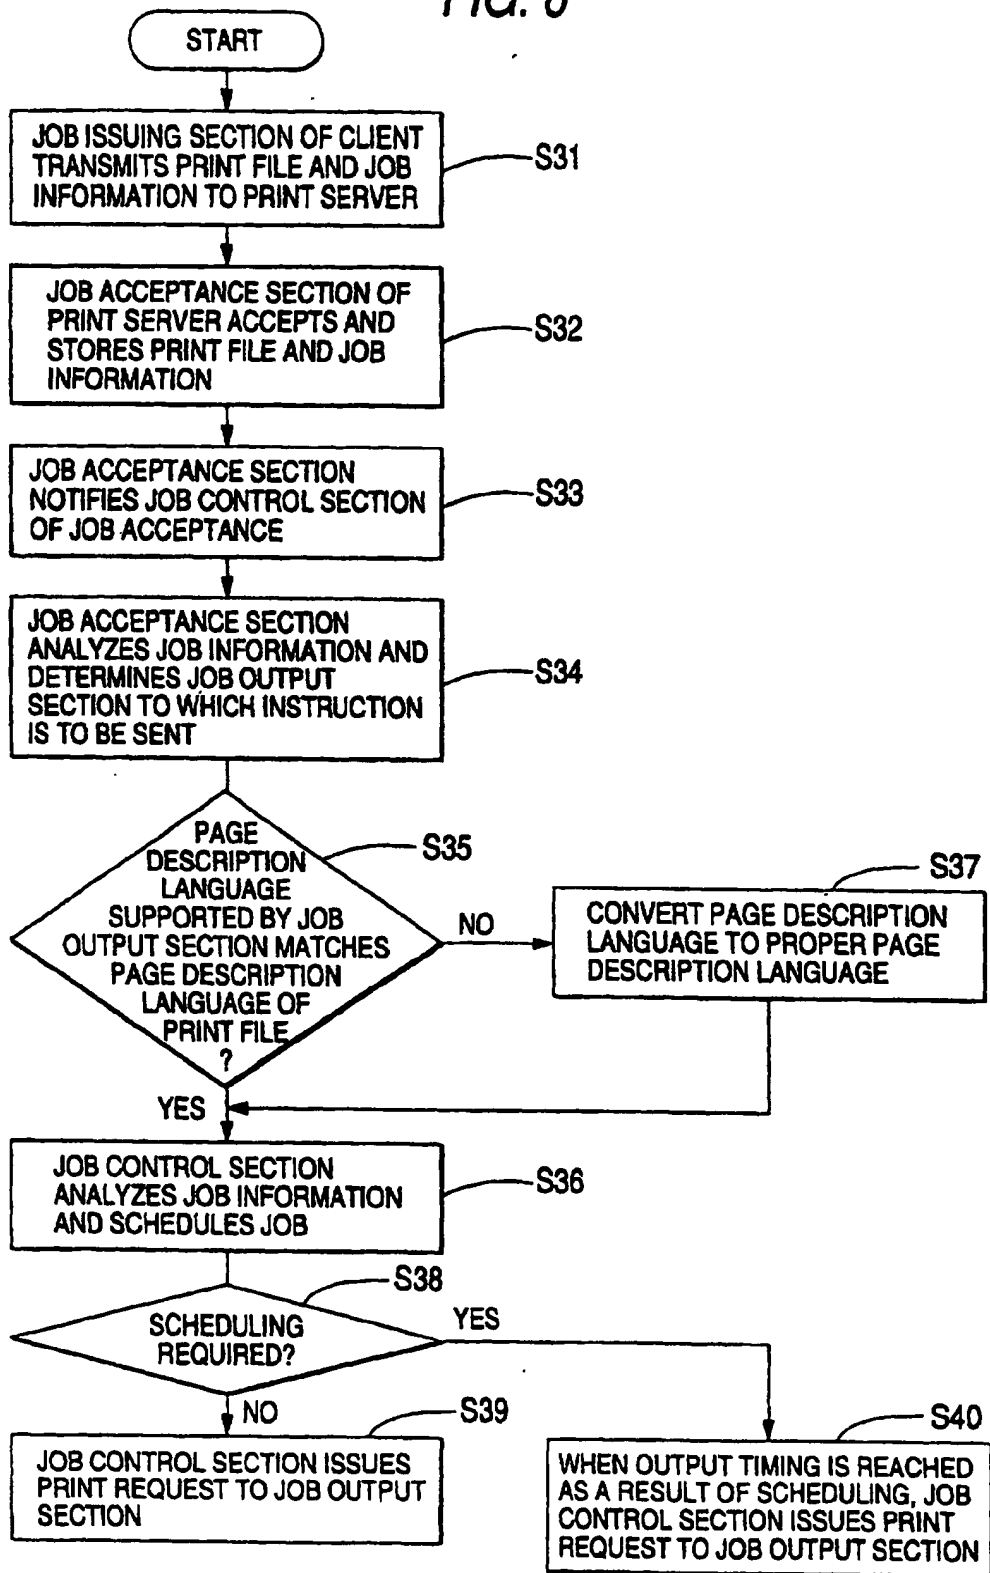 START
JOB ISSUING SECTION OF CLIENT
TRANSMITS PRINT FILE AND JOB
INFORMATION TO PRINT SERVER
S31
JOB ACCEPTANCE SECTION OF
PRINT SERVER ACCEPTS AND
STORES PRINT FILE AND JOB
INFORMATION
S32
JOB ACCEPTANCE SECTION
NOTIFIES JOB CONTROL SECTION
OF JOB ACCEPTANCE
S33
JOB ACCEPTANCE SECTION
ANALYZES JOB INFORMATION AND
DETERMINES JOB OUTPUT
SECTION TO WHICH INSTRUCTION
IS TO BE SENT
S34
PAGE
DESCRIPTION
LANGUAGE
SUPPORTED BY JOB
OUTPUT SECTION MATCHES
PAGE DESCRIPTION
LANGUAGE OF
PRINT FILE
?
S35
NO
S37
CONVERT PAGE DESCRIPTION
LANGUAGE TO PROPER PAGE
DESCRIPTION LANGUAGE
YES
JOB CONTROL SECTION
ANALYZES JOB INFORMATION
AND SCHEDULES JOB
S36
S38
SCHEDULING
REQUIRED?
YES
NO
S39
JOB CONTROL SECTION ISSUES
PRINT REQUEST TO JOB OUTPUT
SECTION
S40
WHEN OUTPUT TIMING IS REACHED
AS A RESULT OF SCHEDULING, JOB
CONTROL SECTION ISSUES PRINT
REQUEST TO JOB OUTPUT SECTION